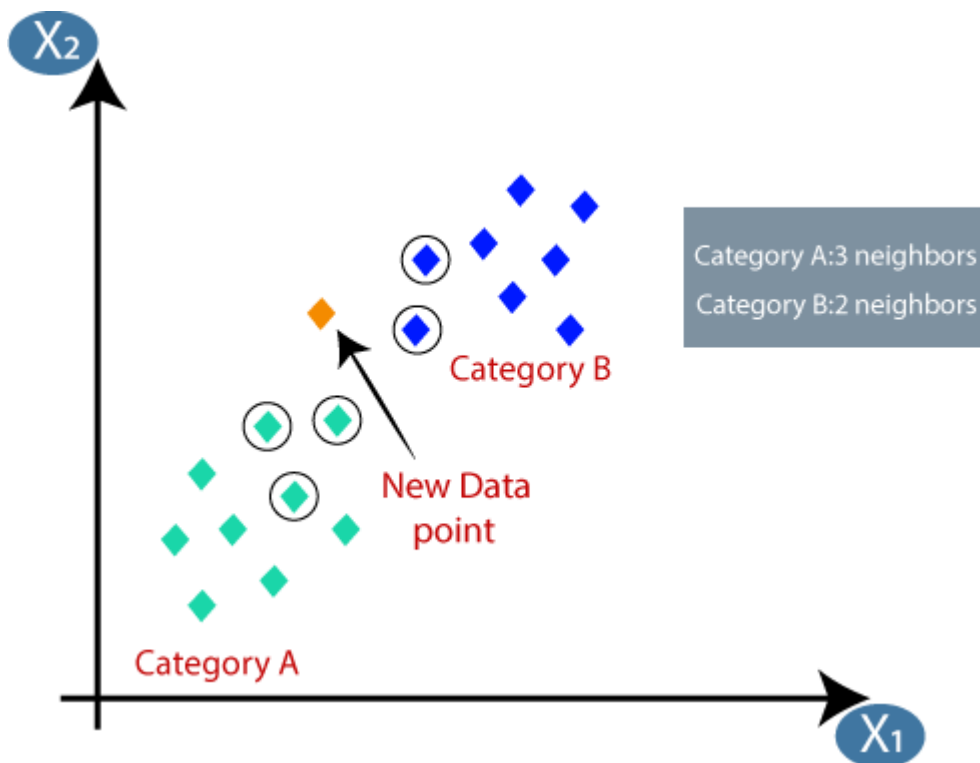 X2
Category A:3 neighbors
Category B:2 neighbors
Category B
New Data
point
Category A
X1